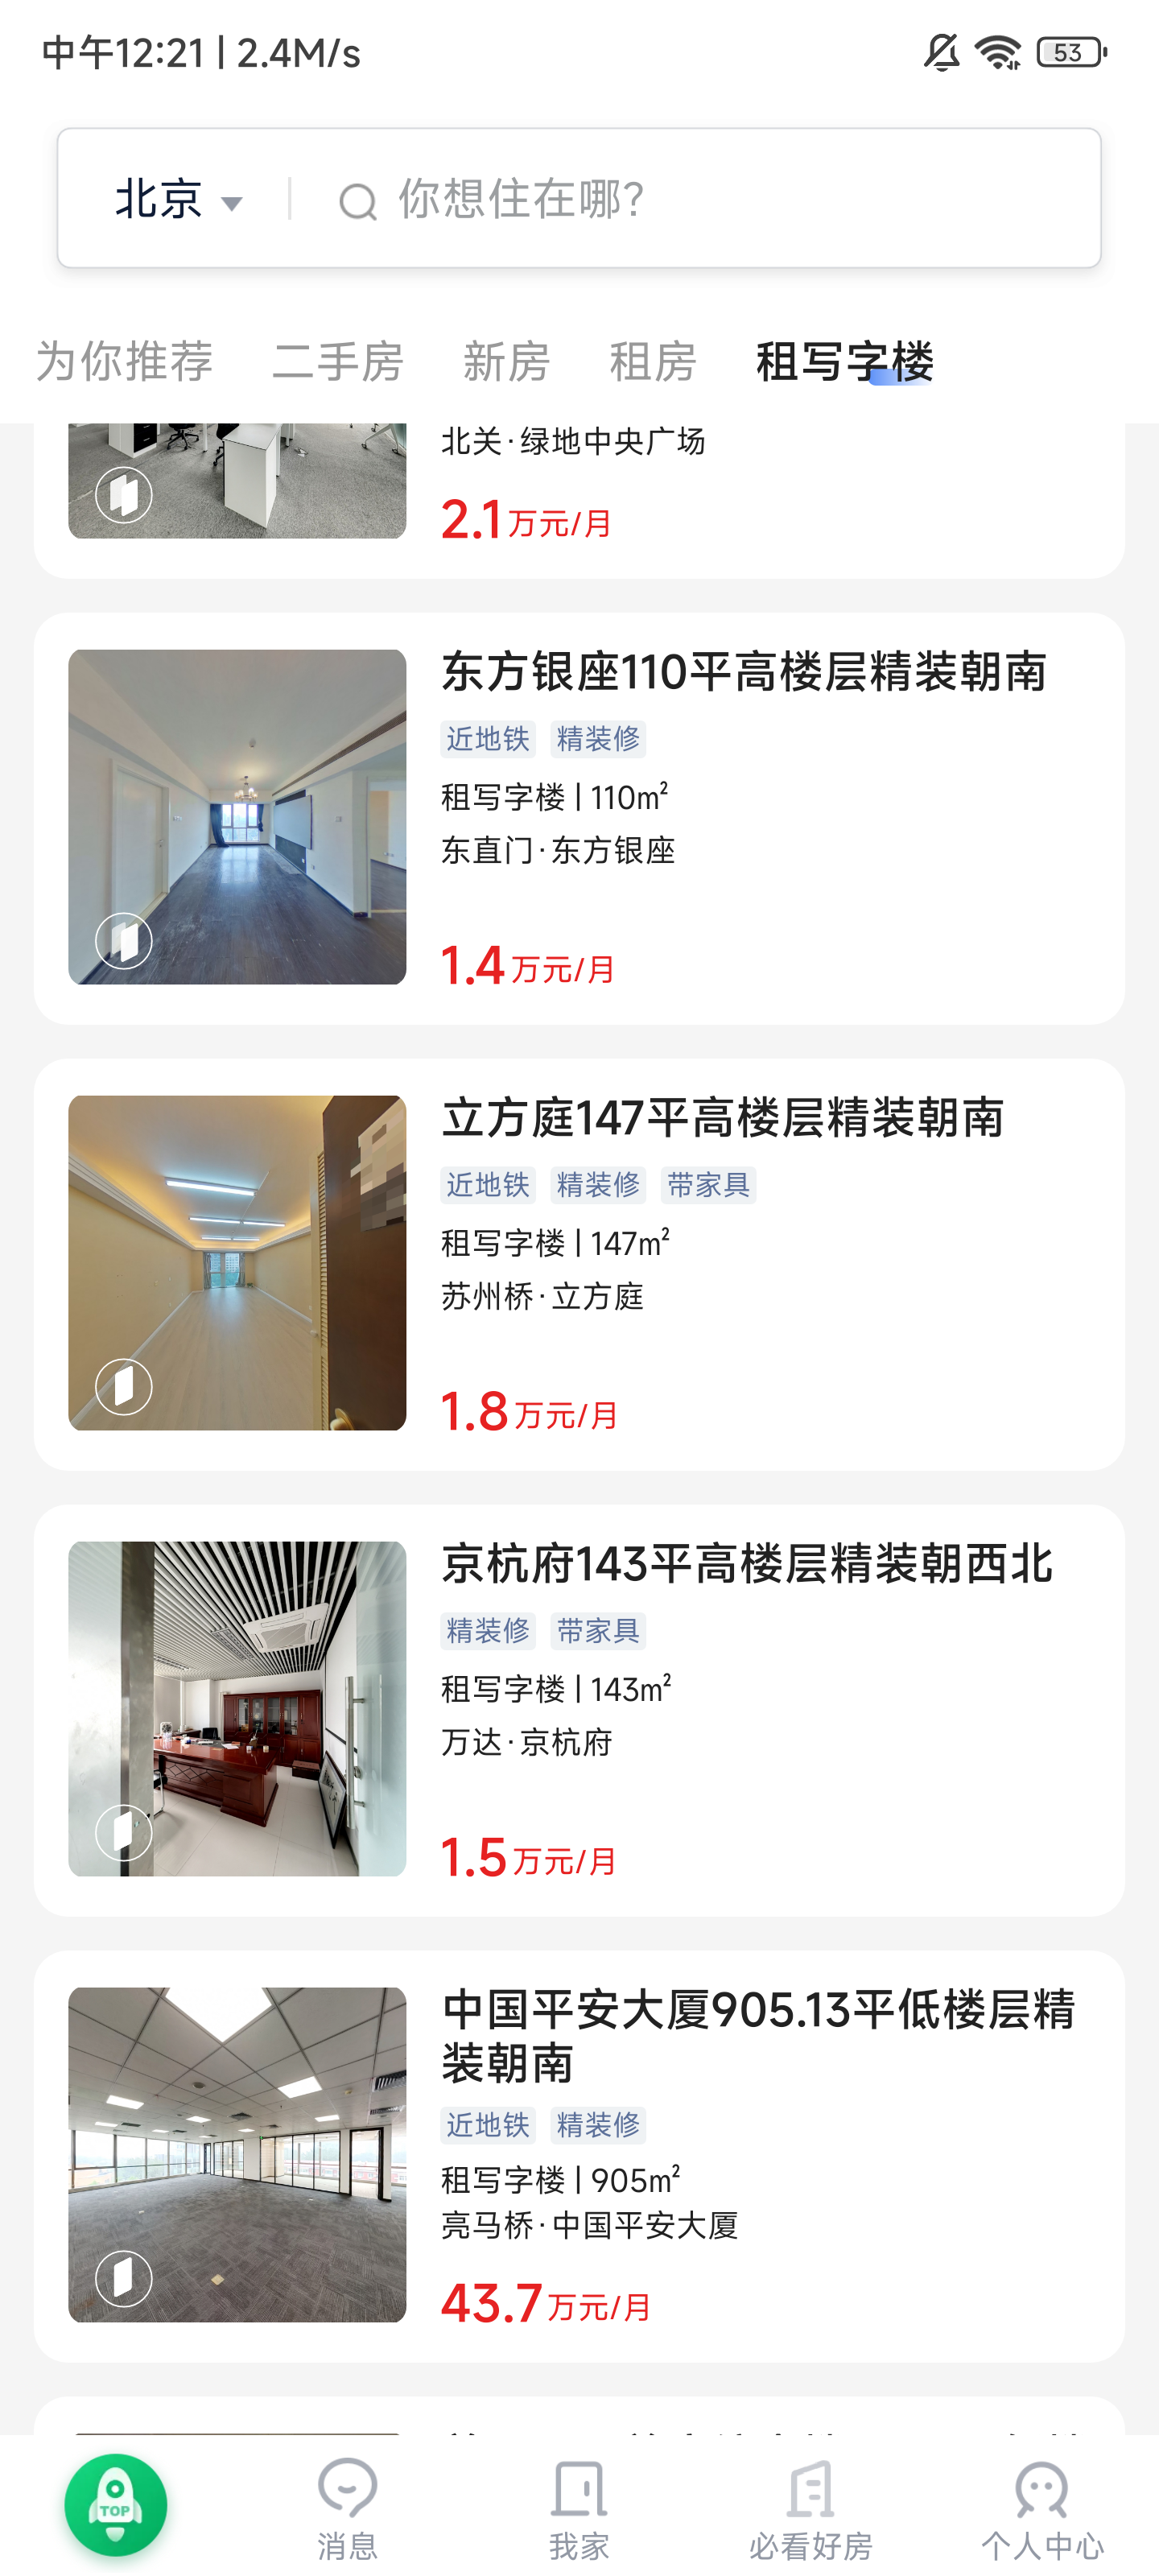 中午12:21 | 2.4M/s
53
北京
你想住在哪?
为你推荐 二手房 新房 租房 租写字楼
北关·绿地中央广场
2.1万元/月
东方银座110平高楼层精装朝南
近地铁 精装修
租写字楼 | 110m²
东直门·东方银座
1.4万元/月
立方庭147平高楼层精装朝南
近地铁 精装修 带家具
租写字楼 | 147m²
苏州桥·立方庭
1.8万元/月
京杭府143平高楼层精装朝西北
精装修 带家具
租写字楼 | 143m²
万达·京杭府
1.5万元/月
中国平安大厦905.13平低楼层精
装朝南
近地铁 精装修
租写字楼 | 905m²
亮马桥·中国平安大厦
43.7万元/月
TOP
消息 我家 必看好房 个人中心